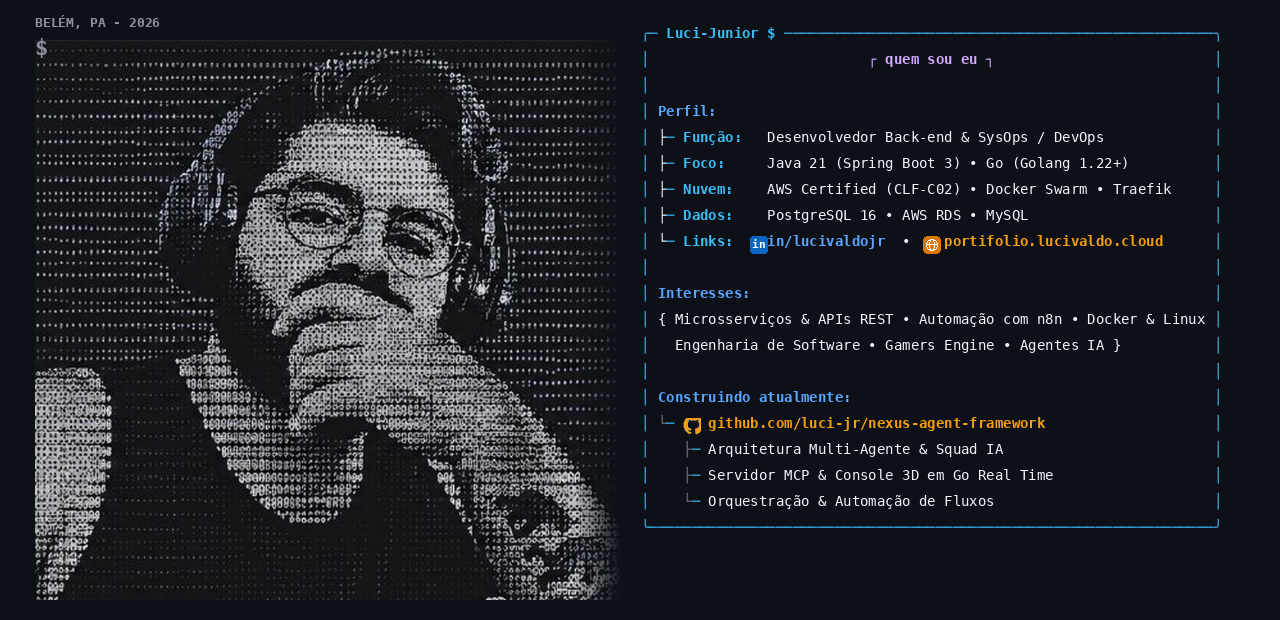 BELÉM, PA - 2026
$
Luci-Junior $
quem sou eu
Perfil:
Função: Desenvolvedor Back-end & SysOps / DevOps
Foco: Java 21 (Spring Boot 3) • Go (Golang 1.22+)
Nuvem: AWS Certified (CLF-C02) • Docker Swarm • Traefik
Dados: PostgreSQL 16 • AWS RDS • MySQL
Links: in in/lucivaldojr • portifolio.lucivaldo.cloud
Interesses:
{ Microsserviços & APIs REST • Automação com n8n • Docker & Linux
Engenharia de Software • Gamers Engine • Agentes IA }
Construindo atualmente:
github.com/luci-jr/nexus-agent-framework
Arquitetura Multi-Agente & Squad IA
Servidor MCP & Console 3D em Go Real Time
Orquestração & Automação de Fluxos